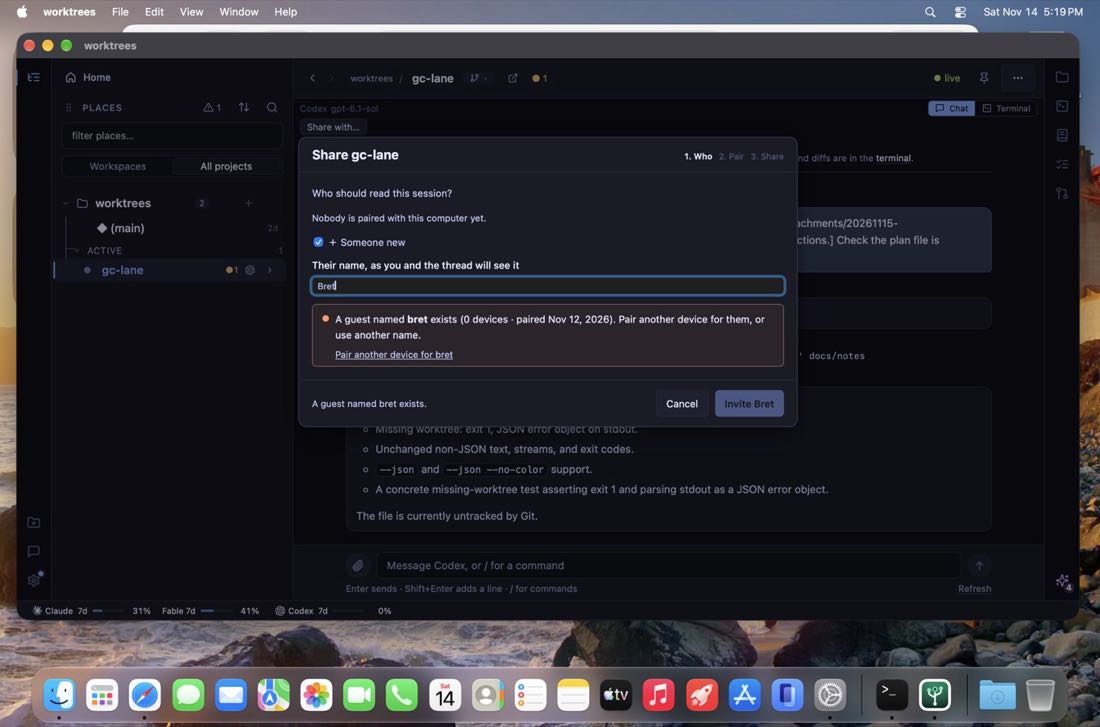 worktrees File Edit View Window Help
Sat Nov 14 5:19 PM
worktrees
Home
PLACES
1
filter places...
Workspaces
All projects
worktrees
2
+
(main)
2d
ACTIVE
1
gc-lane
1
worktrees / gc-lane
1
live
Codex gpt-6.1-sol
Chat
Terminal
Share with...
nd diffs are in the terminal.
achments/20261115-
ctions.] Check the plan file is
' docs/notes
Share gc-lane
1. Who 2. Pair 3. Share
Who should read this session?
Nobody is paired with this computer yet.
+ Someone new
Their name, as you and the thread will see it
Bret
A guest named bret exists (0 devices · paired Nov 12, 2026). Pair another device for them, or
use another name.
Pair another device for bret
A guest named bret exists.
Cancel
Invite Bret
Missing worktree: exit 1, JSON error object on stdout.
Unchanged non-JSON text, streams, and exit codes.
--json and --json --no-color support.
A concrete missing-worktree test asserting exit 1 and parsing stdout as a JSON error object.
The file is currently untracked by Git.
Message Codex, or / for a command
Enter sends · Shift+Enter adds a line · / for commands
Refresh
4
Claude 7d 31% Fable 7d 41% Codex 7d 0%
Sat
14
tv